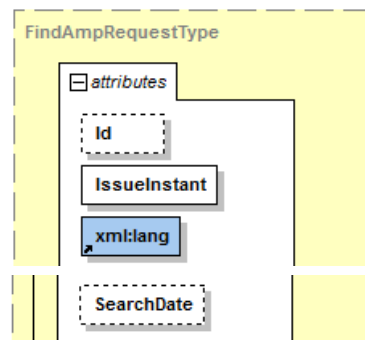 FindAmpRequestType
attributes
Id
IssueInstant
xml:lang
SearchDate